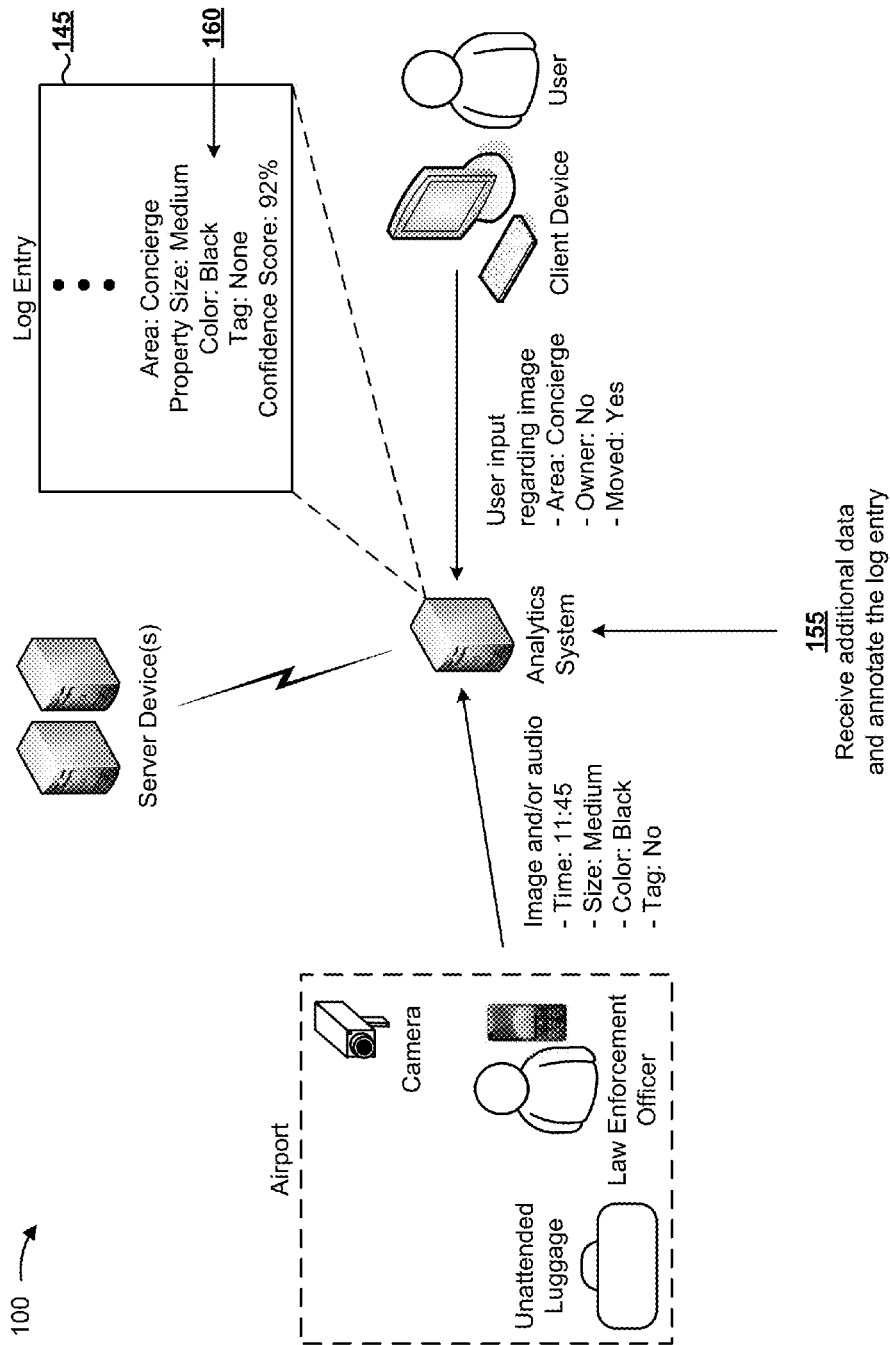 100
Airport
Unattended
Luggage
Camera
Law Enforcement
Officer
Server Device(s)
Image and/or audio
- Time: 11:45
- Size: Medium
- Color: Black
- Tag: No
Analytics
System
155
Receive additional data
and annotate the log entry
User input
regarding image
- Area: Concierge
- Owner: No
- Moved: Yes
Client Device
User
Log Entry
145
Area: Concierge
Property Size: Medium
Color: Black
Tag: None
Confidence Score: 92%
160